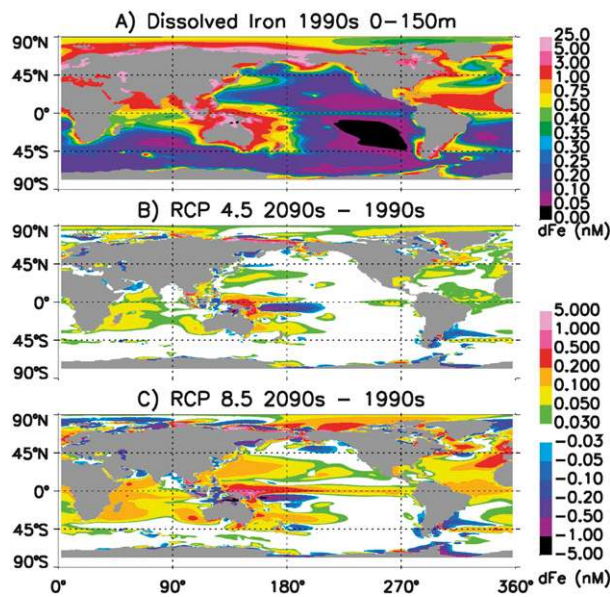 A) Dissolved Iron 1990s 0-150m
90°N
45°N
0°
45°S
90°S
25.0
5.00
3.00
1.00
0.75
0.50
0.40
0.35
0.30
0.25
0.20
0.15
0.10
0.05
0.00
dFe (nM)
B) RCP 4.5 2090s - 1990s
90°N
45°N
0°
45°S
90°S
C) RCP 8.5 2090s - 1990s
90°N
45°N
0°
45°S
90°S
0° 90° 180° 270° 360°
5.000
1.000
0.500
0.200
0.100
0.050
0.030
-0.03
-0.05
-0.10
-0.20
-0.50
-1.00
-5.00
dFe (nM)